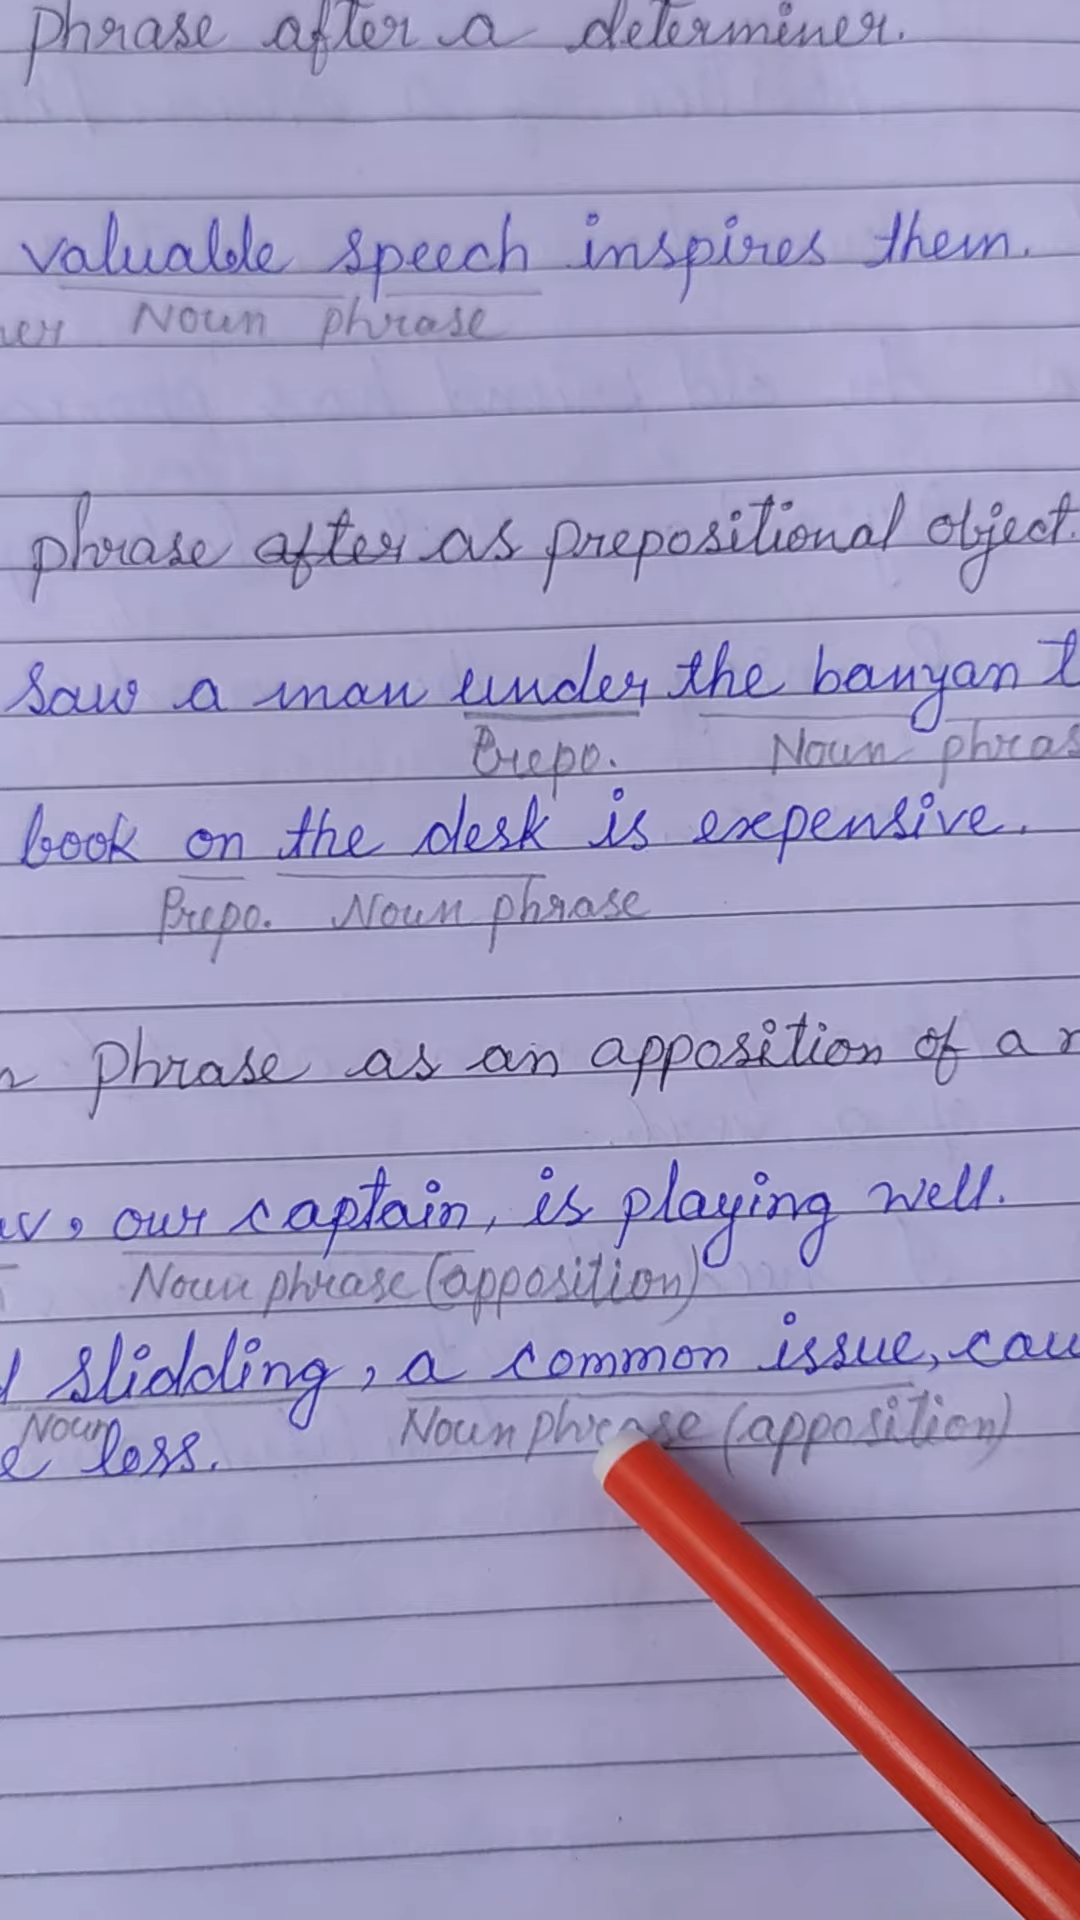 phrase after a determiner.
valuable speech inspires them.
Noun phrase
phrase after as prepositional object.
saw a man under the banyan
Prepo. Noun phras
book on the desk is expensive.
Prepo. Noun phrase
phrase as an apposition of a
our captain, is playing well.
Noun phrase (apposition)
slidding, a common issue, cau
Noun Noun phrase (apposition)
loss.